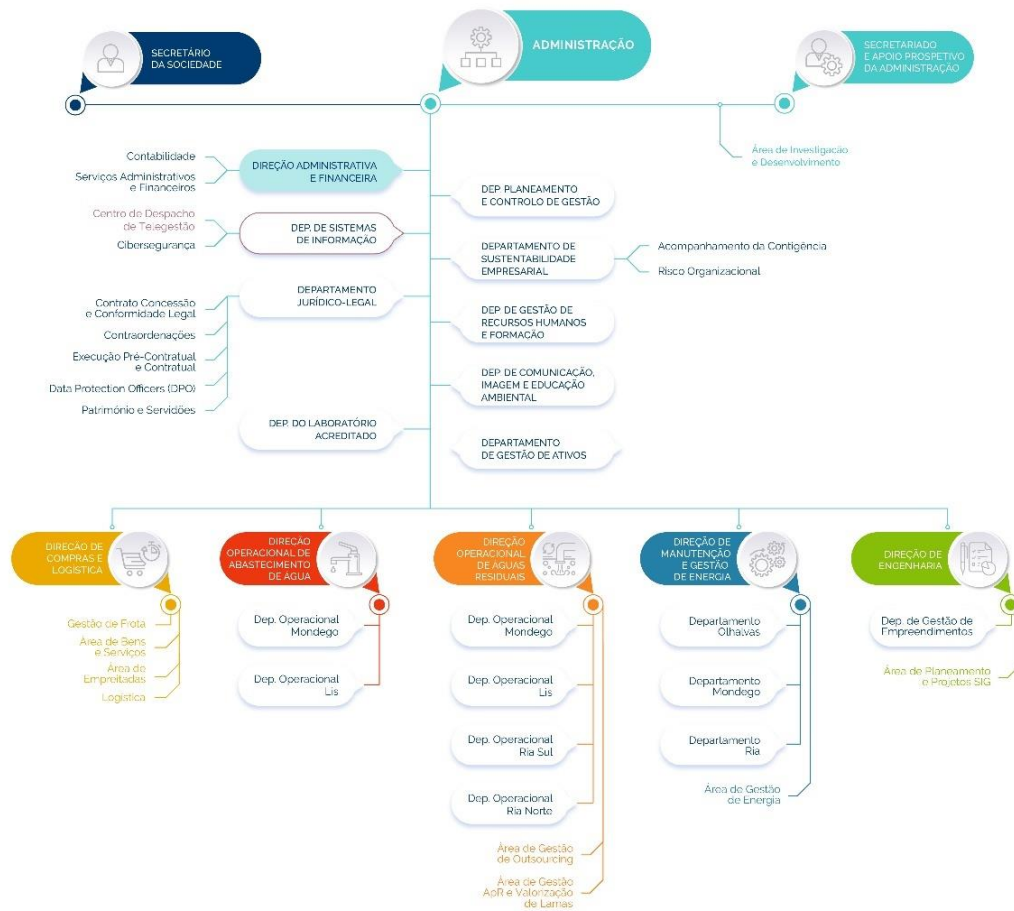 SECRETÁRIO
DA SOCIEDADE
ADMINISTRAÇÃO
SECRETARIADO
E APOIO PROSPETIVO
DA ADMINISTRAÇÃO
Área de Investigação
e Desenvolvimento
Contabilidade
Serviços Administrativos
e Financeiros
DIREÇÃO ADMINISTRATIVA
E FINANCEIRA
DEP. PLANEAMENTO
E CONTROLO DE GESTÃO
Centro de Despacho
de Telegestão
Cibersegurança
DEP. DE SISTEMAS
DE INFORMAÇÃO
DEPARTAMENTO DE
SUSTENTABILIDADE
EMPRESARIAL
Acompanhamento da Contigência
Risco Organizacional
DEPARTAMENTO
JURÍDICO-LEGAL
Contrato Concessão
e Conformidade Legal
Contraordenações
Execução Pré-Contratual
e Contratual
Data Protection Officers (DPO)
Património e Servidões
DEP. DE GESTÃO DE
RECURSOS HUMANOS
E FORMAÇÃO
DEP. DE COMUNICAÇÃO,
IMAGEM E EDUCAÇÃO
AMBIENTAL
DEP. DO LABORATÓRIO
ACREDITADO
DEPARTAMENTO
DE GESTÃO DE ATIVOS
DIREÇÃO DE
COMPRAS E
LOGÍSTICA
Gestão de Frota
Área de Bens
e Serviços
Área de
Empreitadas
Logística
DIREÇÃO
OPERACIONAL DE
ABASTECIMENTO
DE ÁGUA
Dep. Operacional
Mondego
Dep. Operacional
Lis
DIREÇÃO
OPERACIONAL
DE ÁGUAS
RESIDUAIS
Dep. Operacional
Mondego
Dep. Operacional
Lis
Dep. Operacional
Ria Sul
Dep. Operacional
Ria Norte
Área de Gestão
de Outsourcing
Área de Gestão
ApR e Valorização
de Lamas
DIREÇÃO DE
MANUTENÇÃO
E GESTÃO
DE ENERGIA
Departamento
Olhalvas
Departamento
Mondego
Departamento
Ria
Área de Gestão
de Energia
DIREÇÃO DE
ENGENHARIA
Dep. de Gestão de
Empreendimentos
Área de Planeamento
e Projetos SIG